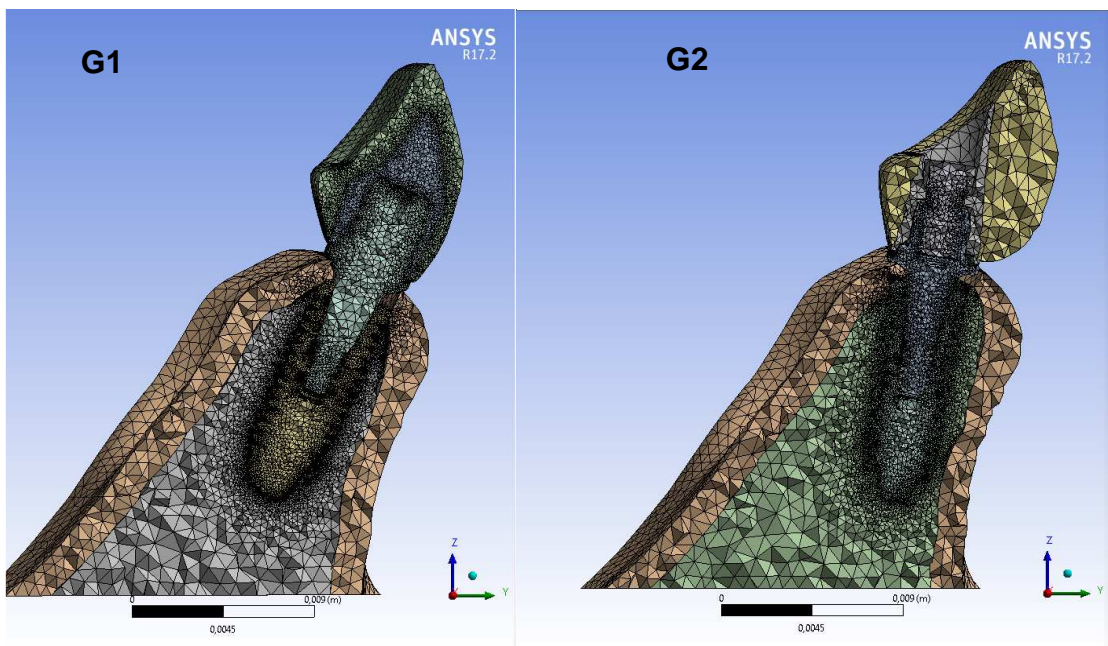 G1
ANSYS
R17.2
Z
Y
0
0,009 (m)
0,0045
G2
ANSYS
R17.2
Z
Y
0
0,009 (m)
0,0045